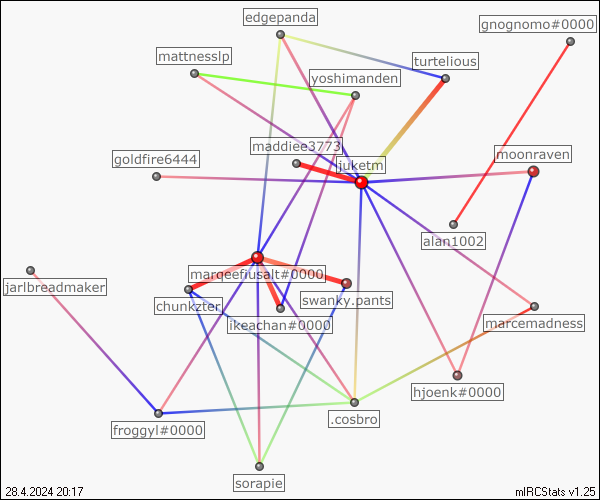 edgepanda
gnognomo#0000
mattnesslp
turtelious
yoshimanden
maddiee3773
goldfire6444
juketm
moonraven
alan1002
marqeefiusalt#0000
jarlbreadmaker
chunkzter
swanky.pants
ikeachan#0000
marcemadness
hjoenk#0000
froggyl#0000
.cosbro
sorapie
28.4.2024 20:17
mIRCStats v1.25